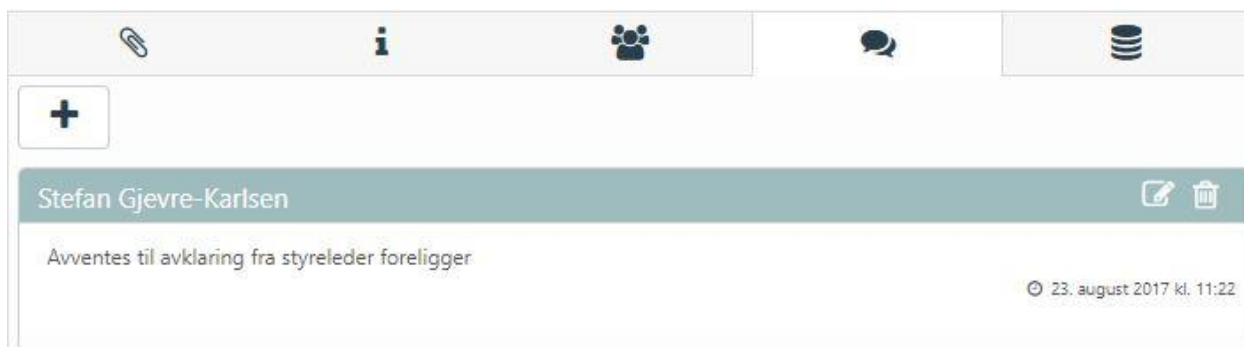 Stefan Gjevre-Karlsen
Avventes til avklaring fra styreleder foreligger
23. august 2017 kl. 11:22